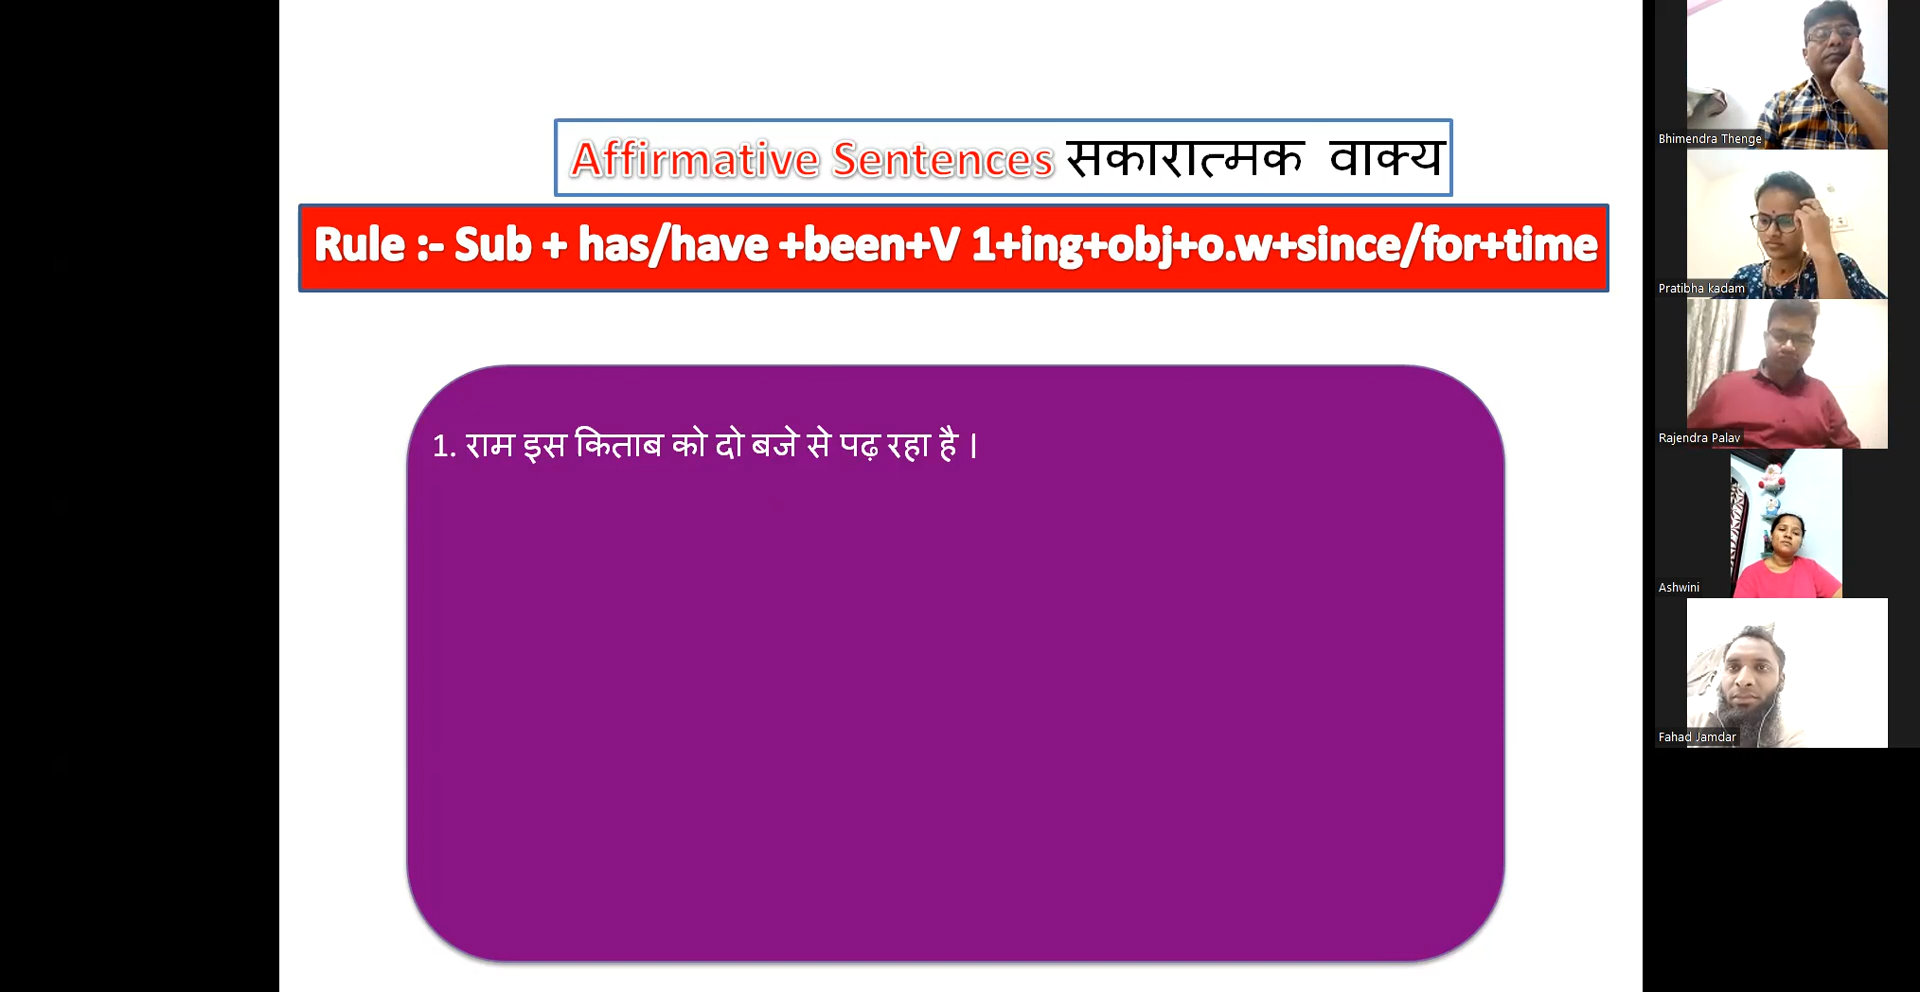 Affirmative Sentences सकारात्मक वाक्य
Rule :- Sub + has/have +been+V 1+ing+obj+o.w+since/for+time
1. राम इस किताब को दो बजे से पढ़ रहा है |
Bhimendra Thenge
Pratibha kadam
Rajendra Palav
Ashwini
Fahad Jamdar